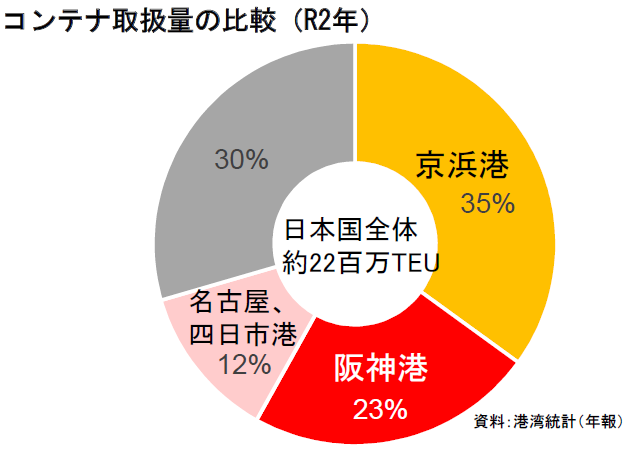 コンテナ取扱量の比較（R2年）
30%
京浜港
35%
日本国全体
約22百万TEU
名古屋、
四日市港
12%
阪神港
23%
資料：港湾統計（年報）